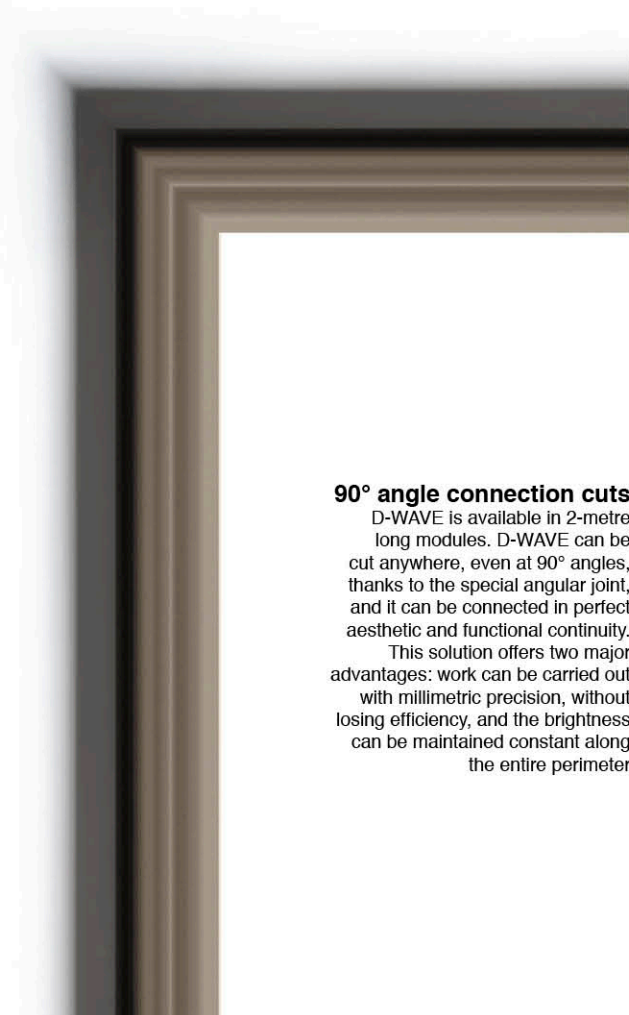 90° angle connection cuts
D-WAVE is available in 2-metre
long modules. D-WAVE can be
cut anywhere, even at 90° angles,
thanks to the special angular joint,
and it can be connected in perfect
aesthetic and functional continuity.
This solution offers two major
advantages: work can be carried out
with millimetric precision, without
losing efficiency, and the brightness
can be maintained constant along
the entire perimeter